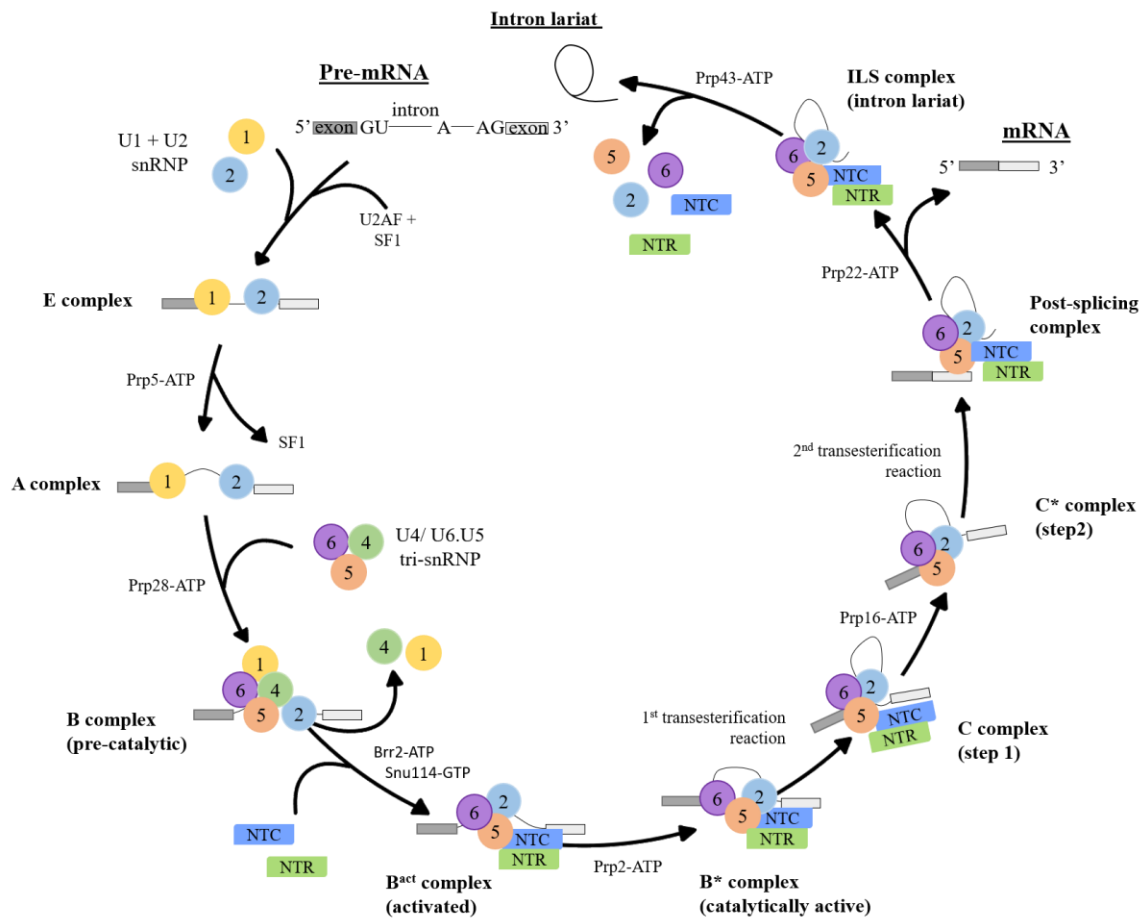 Intron lariat
Pre-mRNA
5' exon GU intron A AG exon 3'
U1 + U2
snRNP
1
2
U2AF +
SF1
E complex
1
2
Prp5-ATP
SF1
A complex
1
2
U4/ U6.U5
tri-snRNP
6
4
5
Prp28-ATP
B complex
(pre-catalytic)
1
6
4
5
2
4
1
Brr2-ATP
Snu114-GTP
NTC
NTR
6
2
5
NTC
NTR
Bact complex
(activated)
Prp2-ATP
6
2
5
NTC
NTR
B* complex
(catalytically active)
1st transesterification
reaction
6
2
5
NTC
NTR
C complex
(step 1)
Prp16-ATP
6
2
5
C* complex
(step2)
2nd transesterification
reaction
6
2
5
NTC
NTR
Post-splicing
complex
Prp22-ATP
mRNA
5' 3'
ILS complex
(intron lariat)
6
2
5
NTC
NTR
Prp43-ATP
5
6
2
NTC
NTR